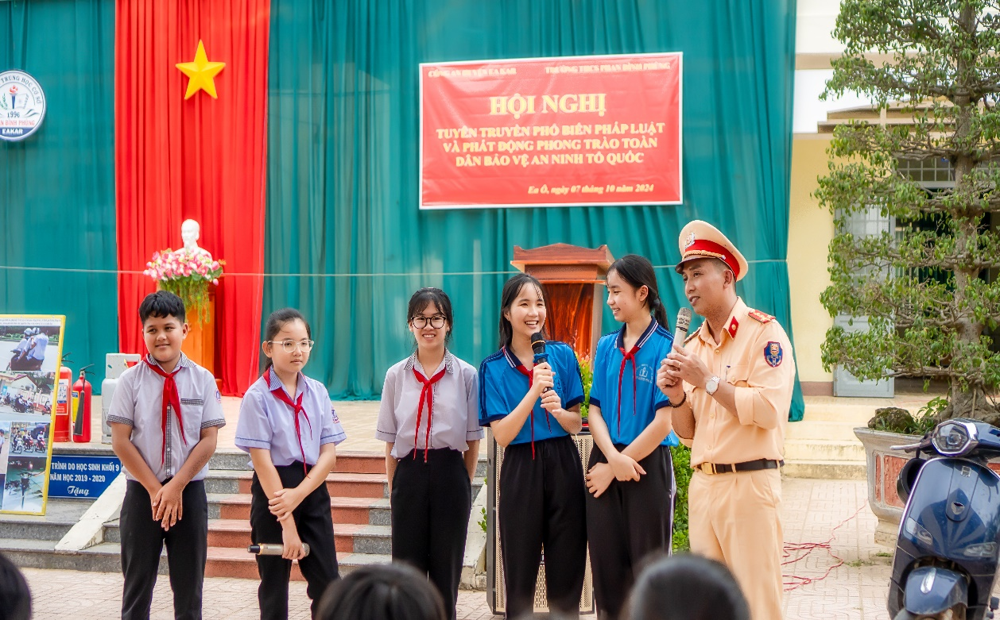 TRUNG HỌC CƠ SỞ
1996
N ĐÌNH PHÙNG
EAKAR
CÔNG AN HUYỆN EA KAR
TRƯỜNG THCS PHAN ĐÌNH PHÙNG
HỘI NGHỊ
TUYÊN TRUYỀN PHỔ BIẾN PHÁP LUẬT
VÀ PHÁT ĐỘNG PHONG TRÀO TOÀN
DÂN BẢO VỆ AN NINH TỔ QUỐC
Ea Ô, ngày 07 tháng 10 năm 2024
TRÌNH DO HỌC SINH KHỐI 9
NĂM HỌC 2019 - 2020
Tặng